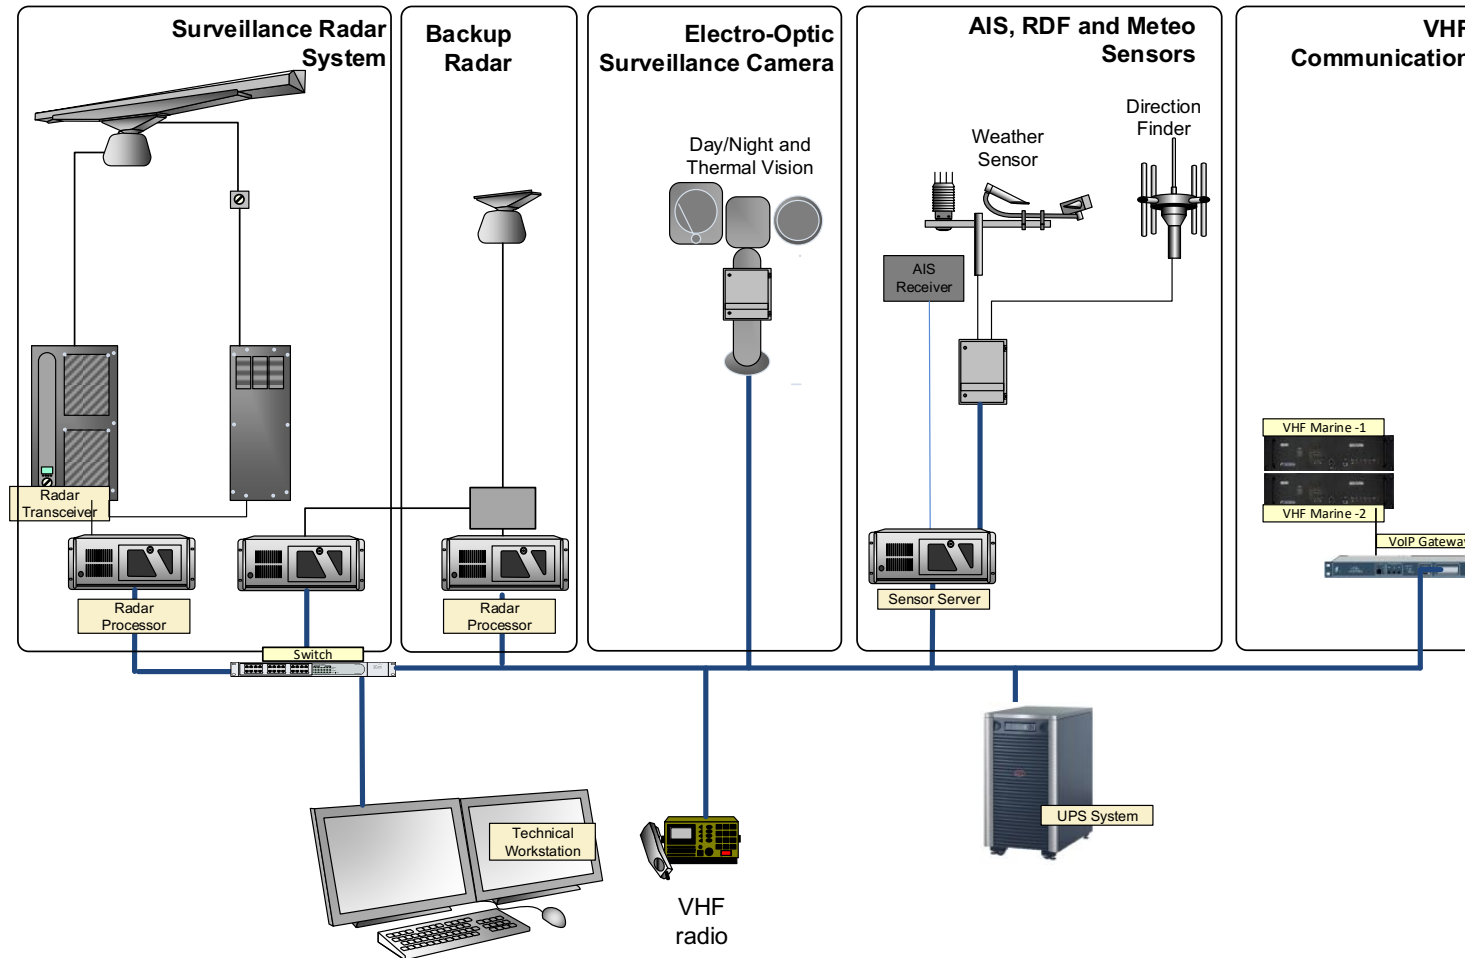 Surveillance Radar
System
Backup
Radar
Electro-Optic
Surveillance Camera
AIS, RDF and Meteo
Sensors
VHF
Communication
Day/Night and
Thermal Vision
Weather
Sensor
Direction
Finder
AIS
Receiver
VHF Marine -1
VHF Marine -2
VoIP Gateway
Radar
Transceiver
Radar
Processor
Radar
Processor
Sensor Server
Switch
Technical
Workstation
VHF
radio
UPS System